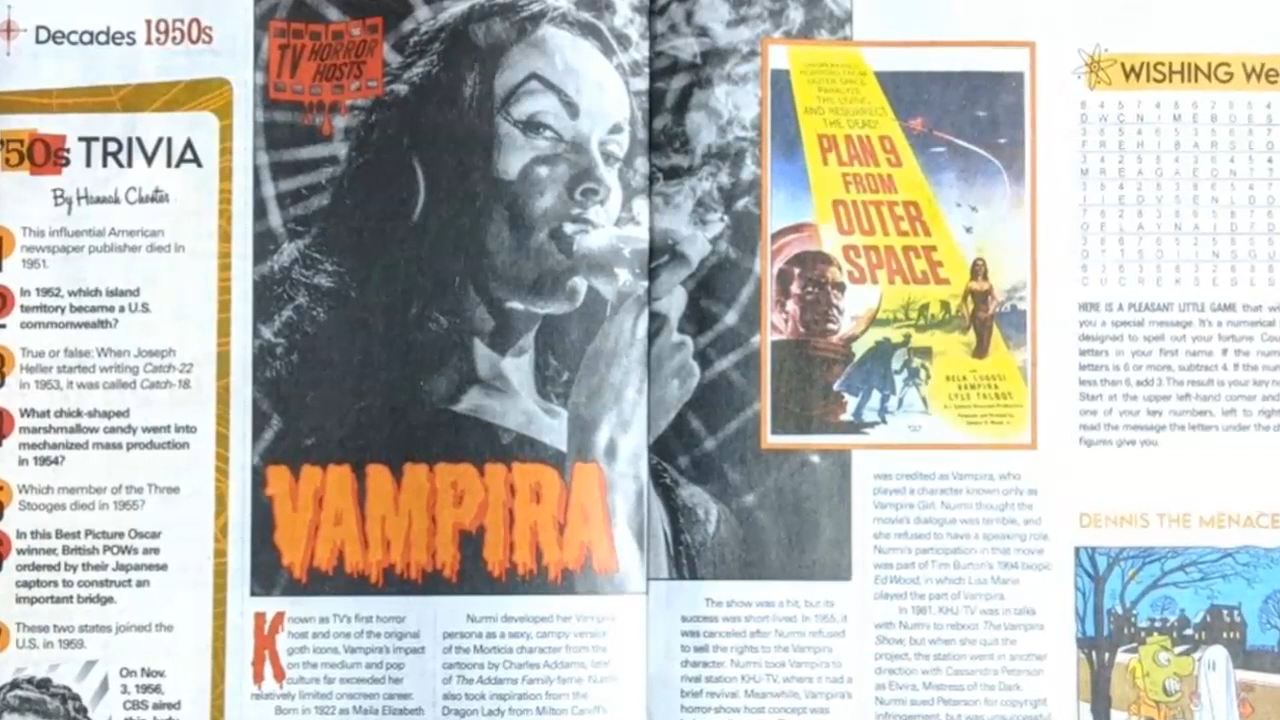 Decades 1950s
'50s TRIVIA
By Hannah Chester
This influential American
newspaper publisher died in
1951.
In 1952, which island
territory became a U.S.
commonwealth?
True or false: When Joseph
Heller started writing Catch-22
in 1953, it was called Catch-18.
What chick-shaped
marshmallow candy went into
mechanized mass production
in 1954?
Which member of the Three
Stooges died in 1955?
In this Best Picture Oscar
winner, British POWs are
ordered by their Japanese
captors to construct an
important bridge.
These two states joined the
U.S. in 1959.
On Nov.
3, 1956,
CBS aired
TV HORROR
HOSTS
VAMPIRA
Known as TV's first horror
host and one of the original
goth icons, Vampira's impact
on the medium and pop
culture far exceeded her
relatively limited onscreen career.
Born in 1922 as Maila Elizabeth
Nurmi developed her Vampira
persona as a sexy, campy version
of the Morticia character from the
cartoons by Charles Addams, later
of The Addams Family fame. Nurmi
also took inspiration from the
Dragon Lady from Milton Caniff's
The show was a hit, but its
success was short-lived. In 1955, it
was canceled after Nurmi refused
to sell the rights to the Vampira
character. Nurmi took Vampira to
rival station KHJ-TV, where it had a
brief revival. Meanwhile, Vampira's
horror-show host concept was
UNSPEAKABLE
HORRORS FROM
OUTER SPACE
PARALYZE
THE LIVING
AND RESURRECT
THE DEAD!
PLAN 9
FROM
OUTER
SPACE
BELA LUGOSI
VAMPIRA
LYLE TALBOT
was credited as Vampira, who
played a character known only as
Vampire Girl. Nurmi thought the
movie's dialogue was terrible, and
she refused to have a speaking role.
Nurmi's participation in that movie
was part of Tim Burton's 1994 biopic
Ed Wood, in which Lisa Marie
played the part of Vampira.
In 1981, KHJ-TV was in talks
with Nurmi to reboot The Vampira
Show, but when she quit the
project, the station went in another
direction with Cassandra Peterson
as Elvira, Mistress of the Dark.
Nurmi sued Peterson for copyright
infringement, but was unsuccessful
WISHING We
HERE IS A PLEASANT LITTLE GAME that wi
you a special message. It's a numerical
designed to spell out your fortune. Cou
letters in your first name. If the num
letters is 6 or more, subtract 4. If the num
less than 6, add 3. The result is your key n
Start at the upper left-hand corner and
one of your key numbers, left to righ
read the message the letters under the ch
figures give you.
DENNIS THE MENACE